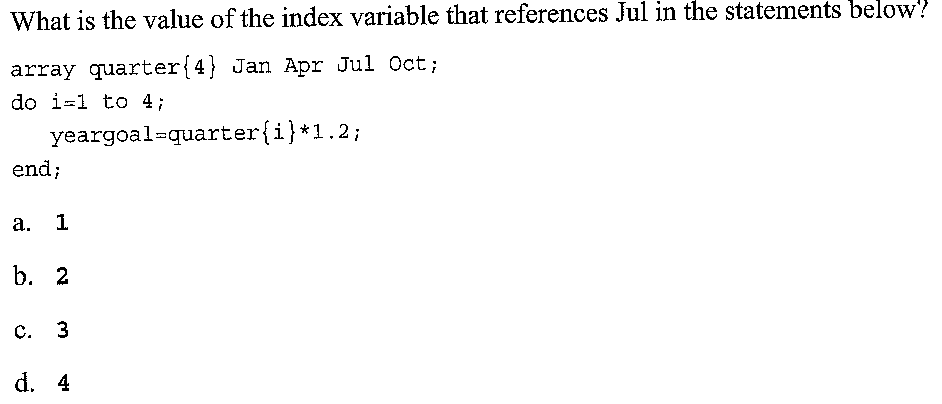 What is the value of the index variable that references Jul in the statements below?
array quarter{4} Jan Apr Jul Oct;
do i=1 to 4;
yeargoal=quarter{i}*1.2;
end;
a. 1
b. 2
c. 3
d. 4